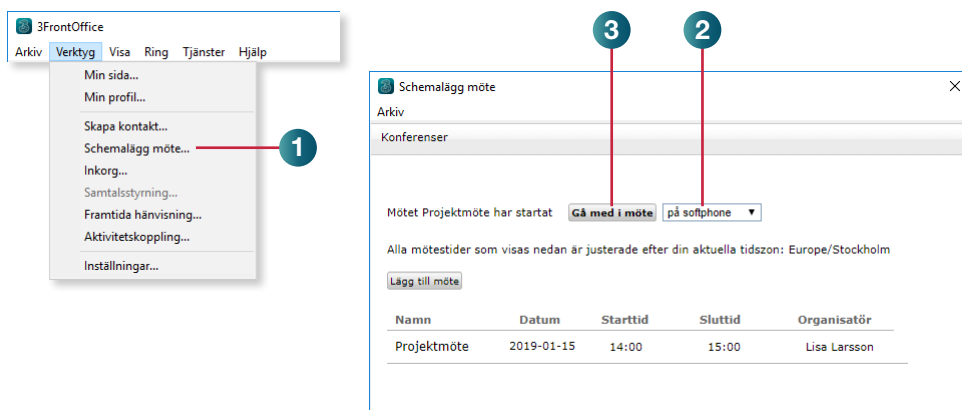 3FrontOffice
Arkiv Verktyg Visa Ring Tjänster Hjälp
Min sida...
Min profil...
Skapa kontakt...
Schemalägg möte...
Inkorg...
Samtalsstyrning...
Framtida hänvisning...
Aktivitetskoppling...
Inställningar...
1
3
2
Schemalägg möte
Arkiv
Konferenser
Mötet Projektmöte har startat Gå med i möte på softphone
Alla mötestider som visas nedan är justerade efter din aktuella tidszon: Europe/Stockholm
Lägg till möte
Namn Datum Starttid Sluttid Organisatör
Projektmöte 2019-01-15 14:00 15:00 Lisa Larsson